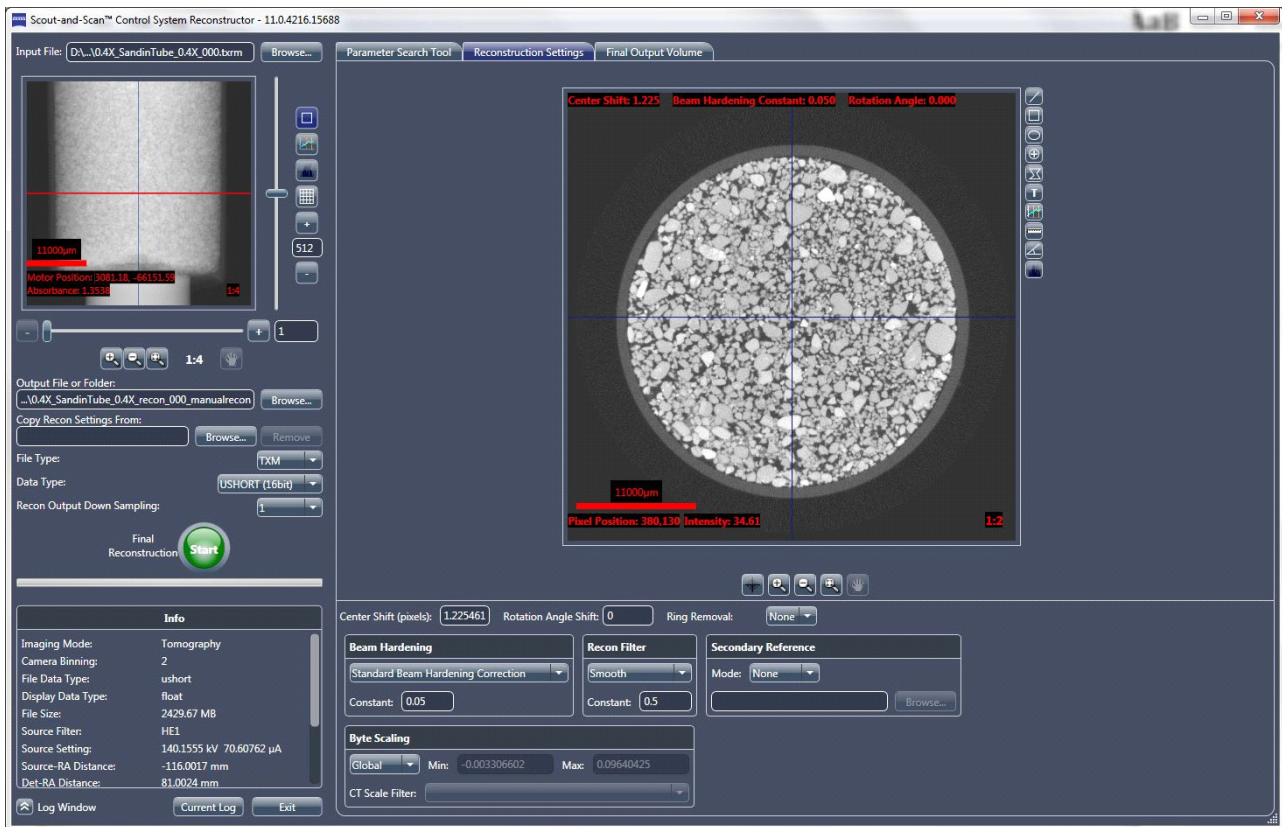 Scout-and-Scan™ Control System Reconstructor - 11.0.4216.15688
Input File: D:\...\0.4X_SandinTube_0.4X_000.txrm Browse...
11000µm
Motor Position: 3081.18, -66151.59
Absorbance: 1.3538 1:4
+
512
-
- + 1
1:4
Output File or Folder:
...\0.4X_SandinTube_0.4X_recon_000_manualrecon Browse...
Copy Recon Settings From:
Browse... Remove
File Type: TXM
Data Type: USHORT (16bit)
Recon Output Down Sampling: 1
Final
Reconstruction Start
Info
Imaging Mode: Tomography
Camera Binning: 2
File Data Type: ushort
Display Data Type: float
File Size: 2429.67 MB
Source Filter: HE1
Source Setting: 140.1555 kV 70.60762 µA
Source-RA Distance: -116.0017 mm
Det-RA Distance: 81.0024 mm
Log Window Current Log Exit
Parameter Search Tool Reconstruction Settings Final Output Volume
Center Shift: 1.225 Beam Hardening Constant: 0.050 Rotation Angle: 0.000
T
11000µm
Pixel Position: 380,130 Intensity: 34.61 1:2
Center Shift (pixels): 1.225461 Rotation Angle Shift: 0 Ring Removal: None
Beam Hardening
Standard Beam Hardening Correction
Constant: 0.05
Recon Filter
Smooth
Constant: 0.5
Secondary Reference
Mode: None
Browse...
Byte Scaling
Global Min: -0.003306602 Max: 0.09640425
CT Scale Filter: